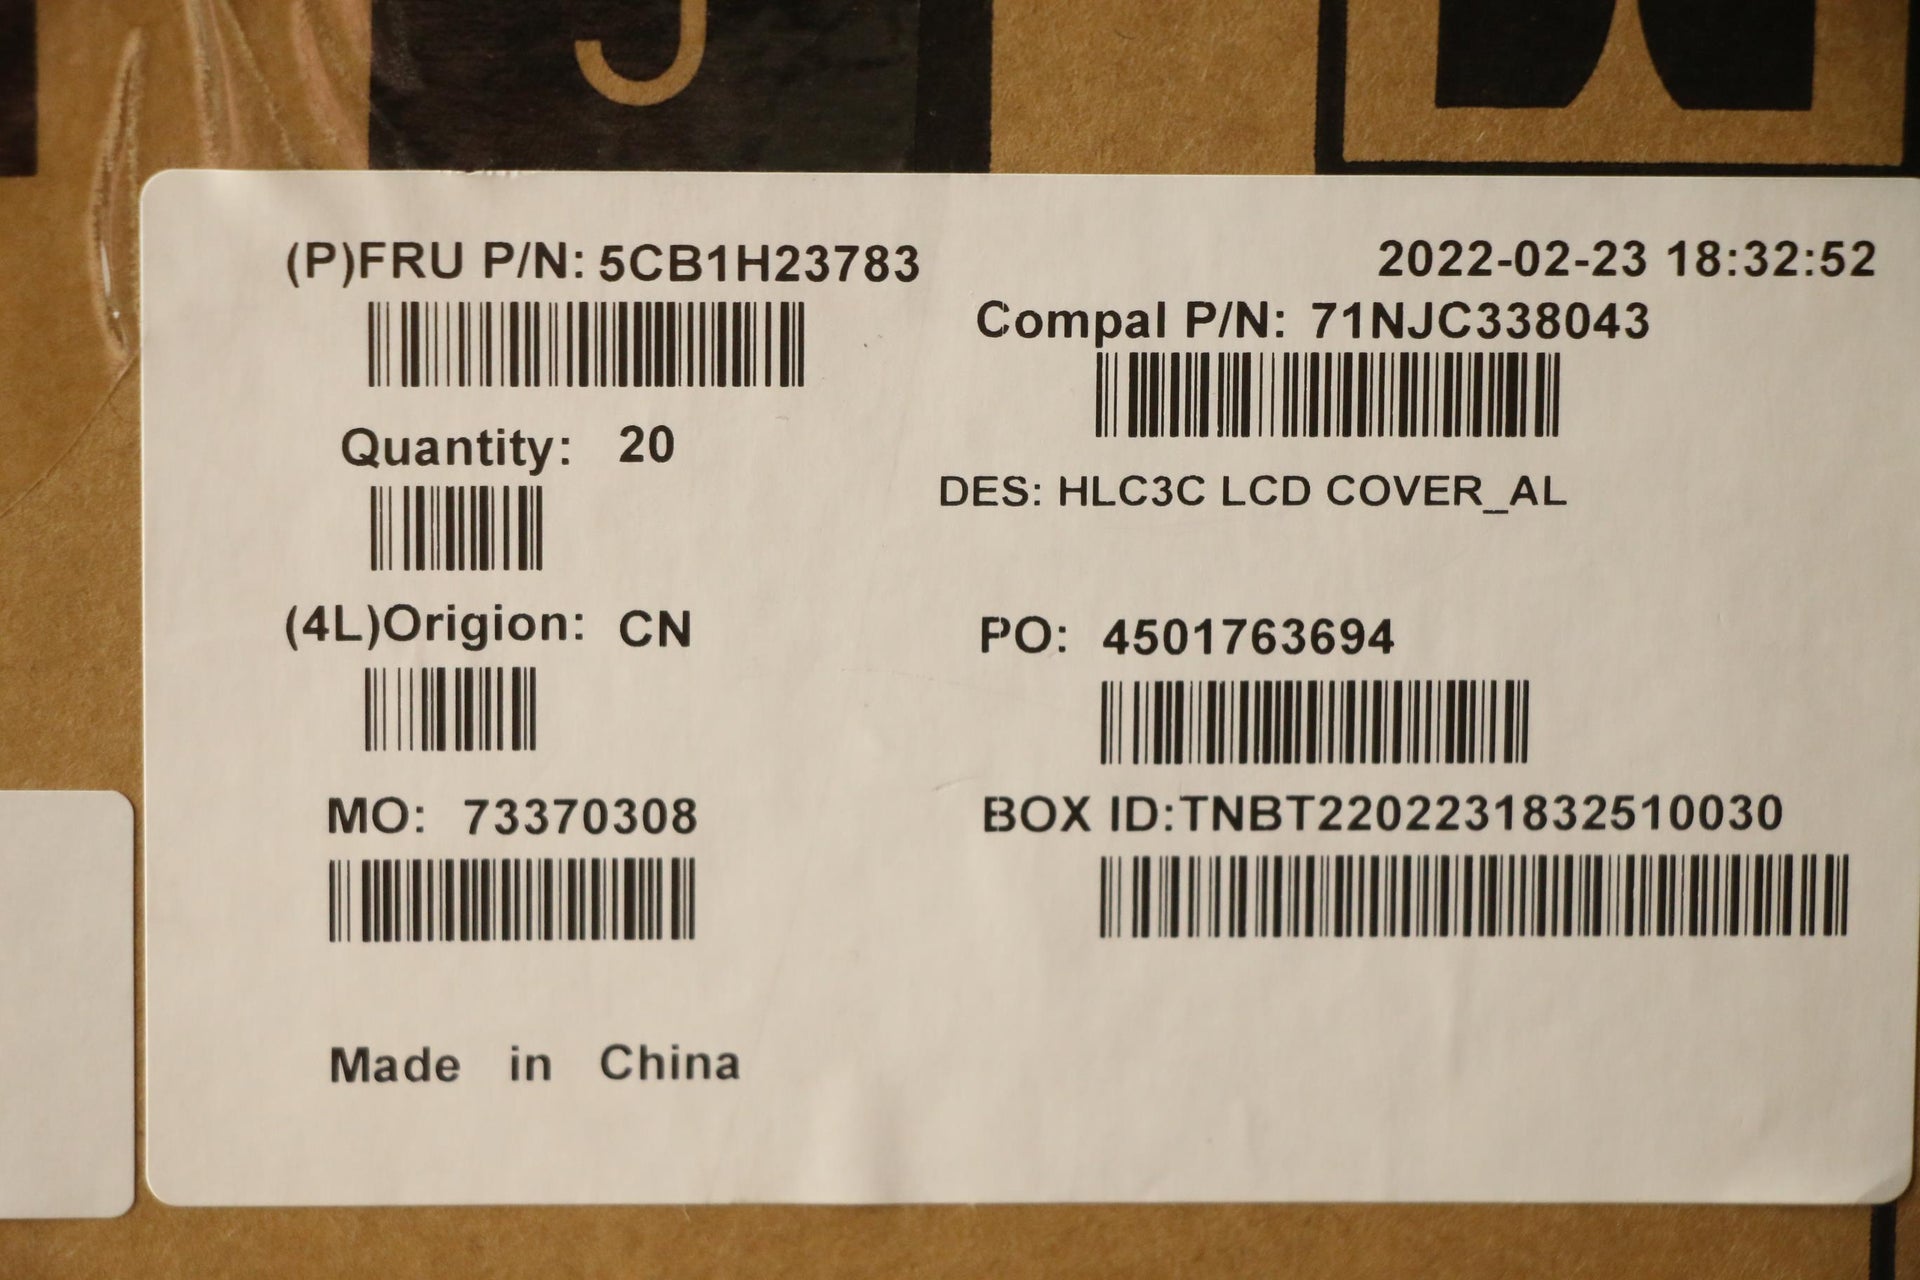 (P)FRU P/N: 5CB1H23783
2022-02-23 18:32:52
Compal P/N: 71NJC338043
Quantity: 20
DES: HLC3C LCD COVER_AL
(4L)Origion: CN
PO: 4501763694
MO: 73370308
BOX ID:TNBT2202231832510030
Made in China